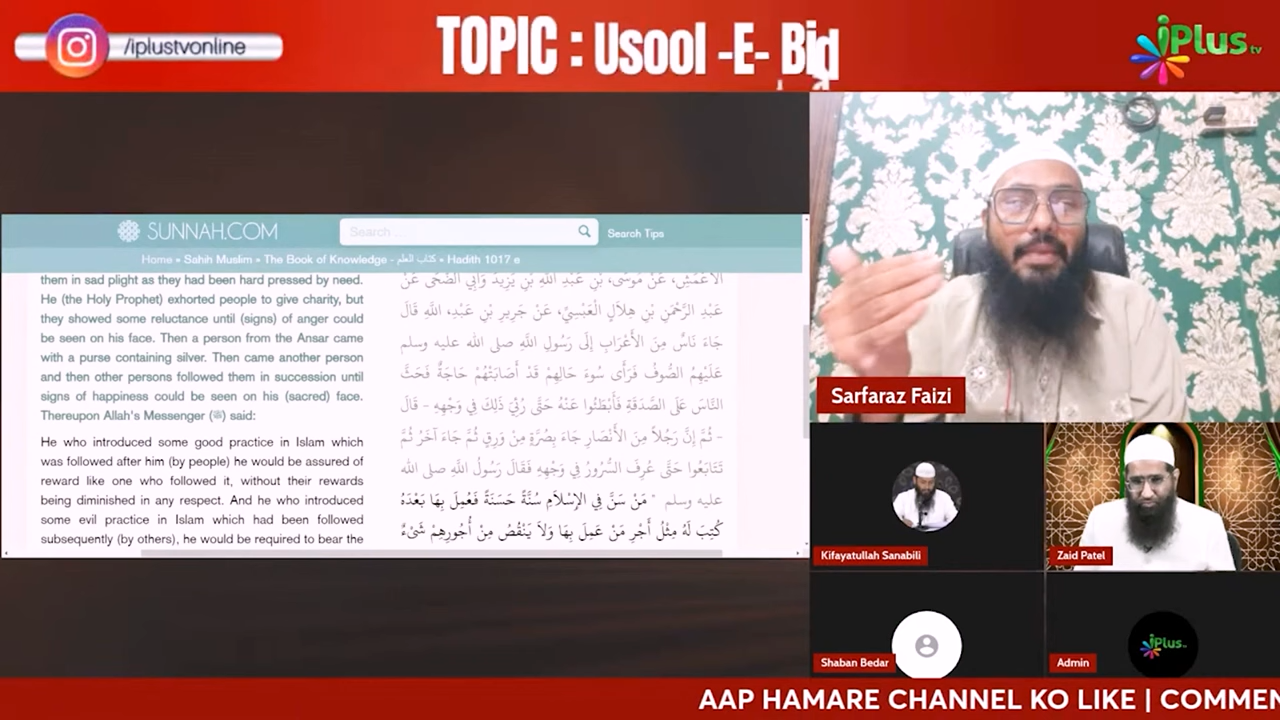 /iplustvonline
TOPIC : Usool -E- Bid
iPlus tv
SUNNAH.COM
Search ...
Search Tips
Home » Sahih Muslim » The Book of Knowledge - كتاب العلم » Hadith 1017 e
them in sad plight as they had been hard pressed by need.
He (the Holy Prophet) exhorted people to give charity, but
they showed some reluctance until (signs) of anger could
be seen on his face. Then a person from the Ansar came
with a purse containing silver. Then came another person
and then other persons followed them in succession until
signs of happiness could be seen on his (sacred) face.
Thereupon Allah's Messenger (ﷺ) said:
He who introduced some good practice in Islam which
was followed after him (by people) he would be assured of
reward like one who followed it, without their rewards
being diminished in any respect. And he who introduced
some evil practice in Islam which had been followed
subsequently (by others), he would be required to bear the
الأَعْمَشِ، عَنْ مُوسَى، بْنِ عَبْدِ اللَّهِ بْنِ يَزِيدَ وَأَبِي الضُّحَى عَنْ
عَبْدِ الرَّحْمَنِ بْنِ هِلاَلٍ الْعَبْسِيِّ، عَنْ جَرِيرِ بْنِ عَبْدِ، اللَّهِ قَالَ
جَاءَ نَاسٌ مِنَ الأَعْرَابِ إِلَى رَسُولِ اللَّهِ صلى الله عليه وسلم
عَلَيْهِمُ الصُّوفُ فَرَأَى سُوءَ حَالِهِمْ قَدْ أَصَابَتْهُمْ حَاجَةٌ فَحَثَّ
النَّاسَ عَلَى الصَّدَقَةِ فَأَبْطَئُوا عَنْهُ حَتَّى رُئِيَ ذَلِكَ فِي وَجْهِهِ - قَالَ
- ثُمَّ إِنَّ رَجُلاً مِنَ الأَنْصَارِ جَاءَ بِصُرَّةٍ مِنْ وَرِقٍ ثُمَّ جَاءَ آخَرُ ثُمَّ
تَتَابَعُوا حَتَّى عُرِفَ السُّرُورُ فِي وَجْهِهِ فَقَالَ رَسُولُ اللَّهِ صلى الله
عليه وسلم " مَنْ سَنَّ فِي الإِسْلاَمِ سُنَّةً حَسَنَةً فَعُمِلَ بِهَا بَعْدَهُ
كُتِبَ لَهُ مِثْلُ أَجْرِ مَنْ عَمِلَ بِهَا وَلاَ يَنْقُصُ مِنْ أُجُورِهِمْ شَىْءٌ
Sarfaraz Faizi
Kifayatullah Sanabili
Zaid Patel
Shaban Bedar
iPlus
Admin
AAP HAMARE CHANNEL KO LIKE | COMMEN